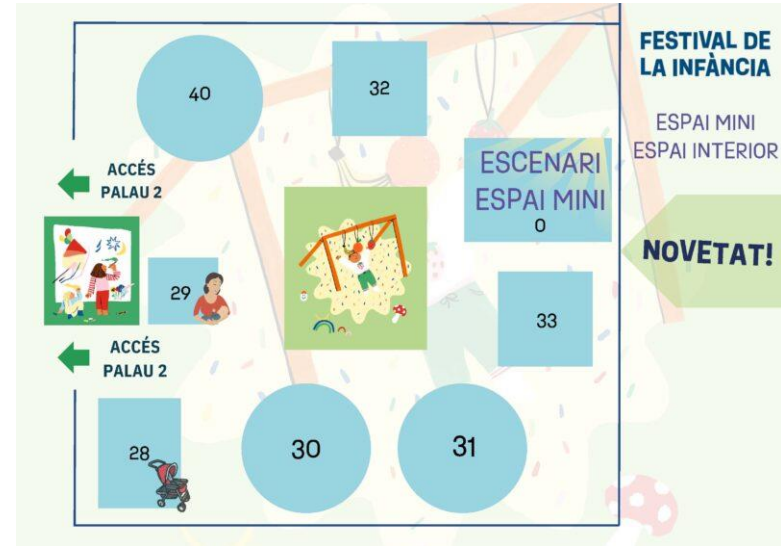 FESTIVAL DE
LA INFÀNCIA
ESPAI MINI
ESPAI INTERIOR
NOVETAT!
40
32
ACCÉS
PALAU 2
ESCENARI
ESPAI MINI
0
29
33
ACCÉS
PALAU 2
28
30
31